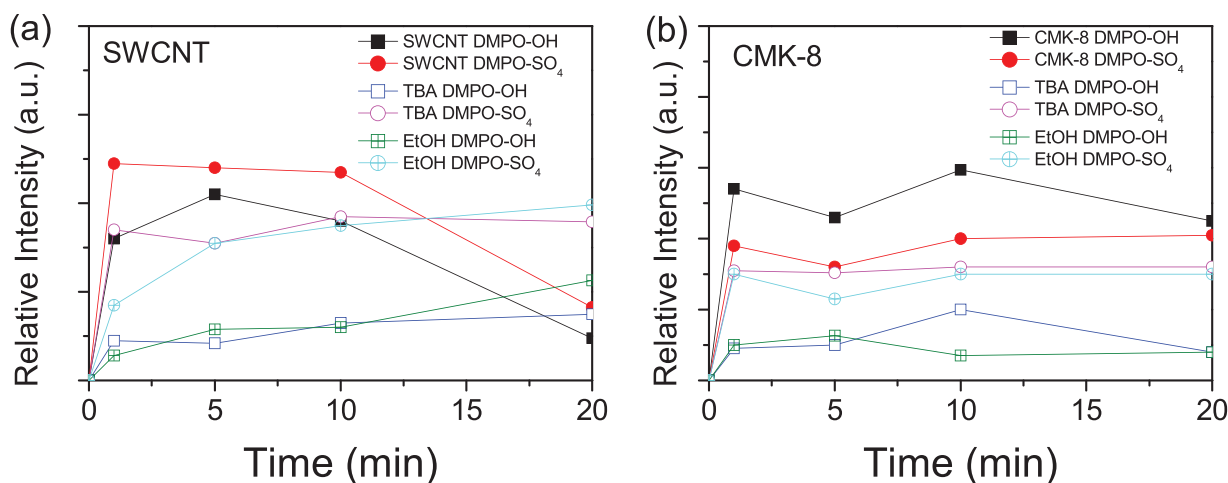 (a)
SWCNT
SWCNT DMPO-OH
SWCNT DMPO-SO₄
TBA DMPO-OH
TBA DMPO-SO₄
EtOH DMPO-OH
EtOH DMPO-SO₄
Relative Intensity (a.u.)
0 5 10 15 20
Time (min)
(b)
CMK-8
CMK-8 DMPO-OH
CMK-8 DMPO-SO₄
TBA DMPO-OH
TBA DMPO-SO₄
EtOH DMPO-OH
EtOH DMPO-SO₄
Relative Intensity (a.u.)
0 5 10 15 20
Time (min)